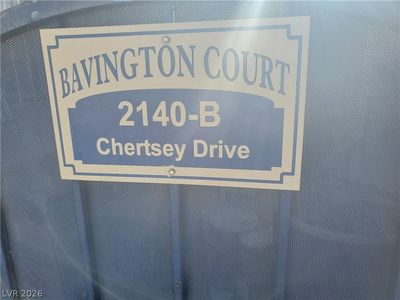 BAVINGTON COURT
2140-B
Chertsey Drive
LVR 2026